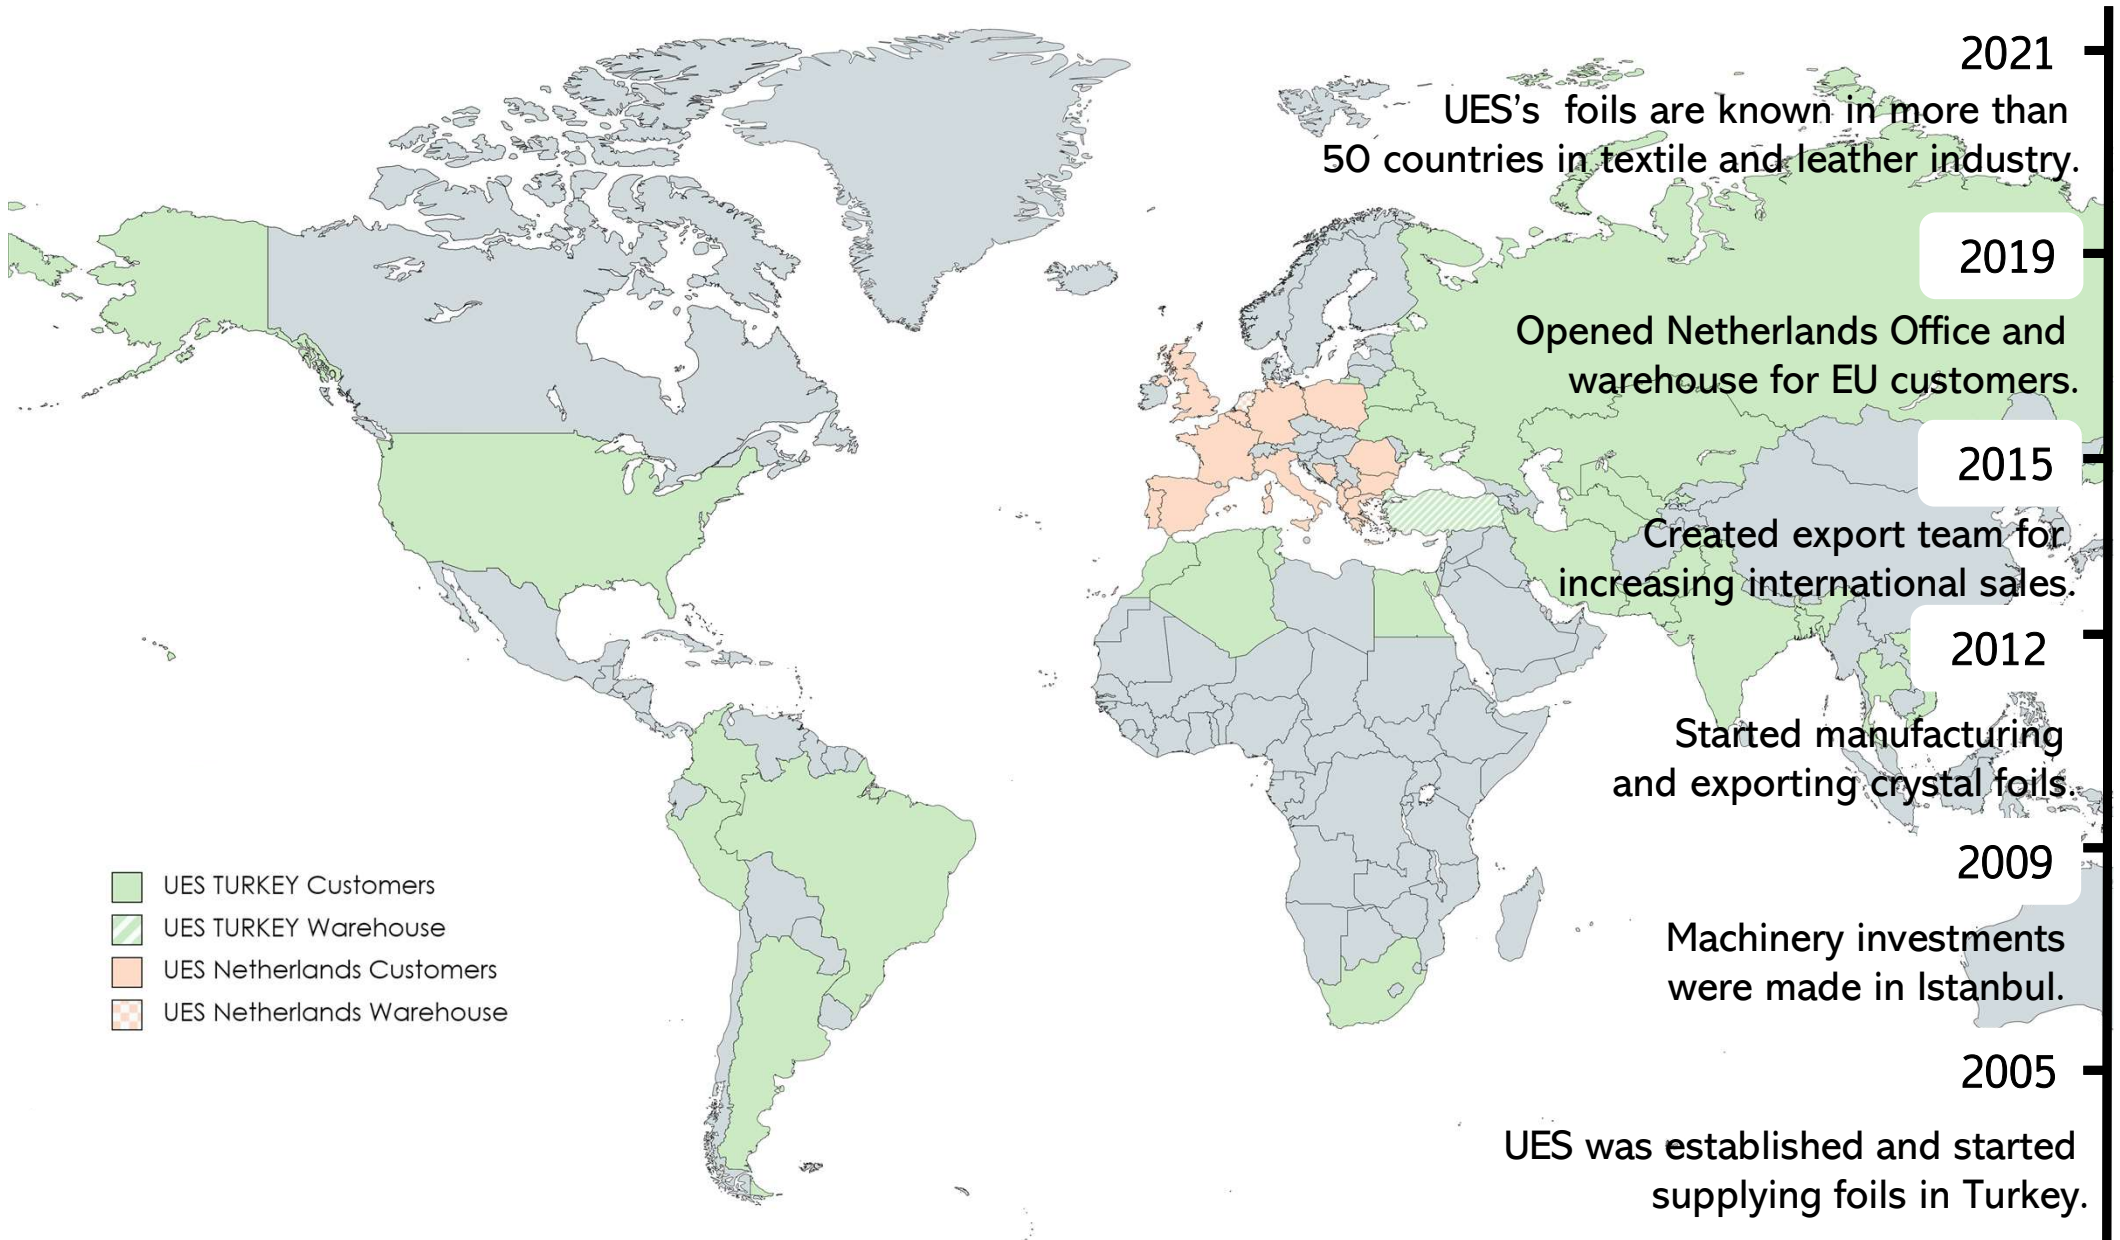 2021
UES's foils are known in more than
50 countries in textile and leather industry.
2019
Opened Netherlands Office and
warehouse for EU customers.
2015
Created export team for
increasing international sales.
2012
Started manufacturing
and exporting crystal foils.
2009
Machinery investments
were made in Istanbul.
2005
UES was established and started
supplying foils in Turkey.
UES TURKEY Customers
UES TURKEY Warehouse
UES Netherlands Customers
UES Netherlands Warehouse